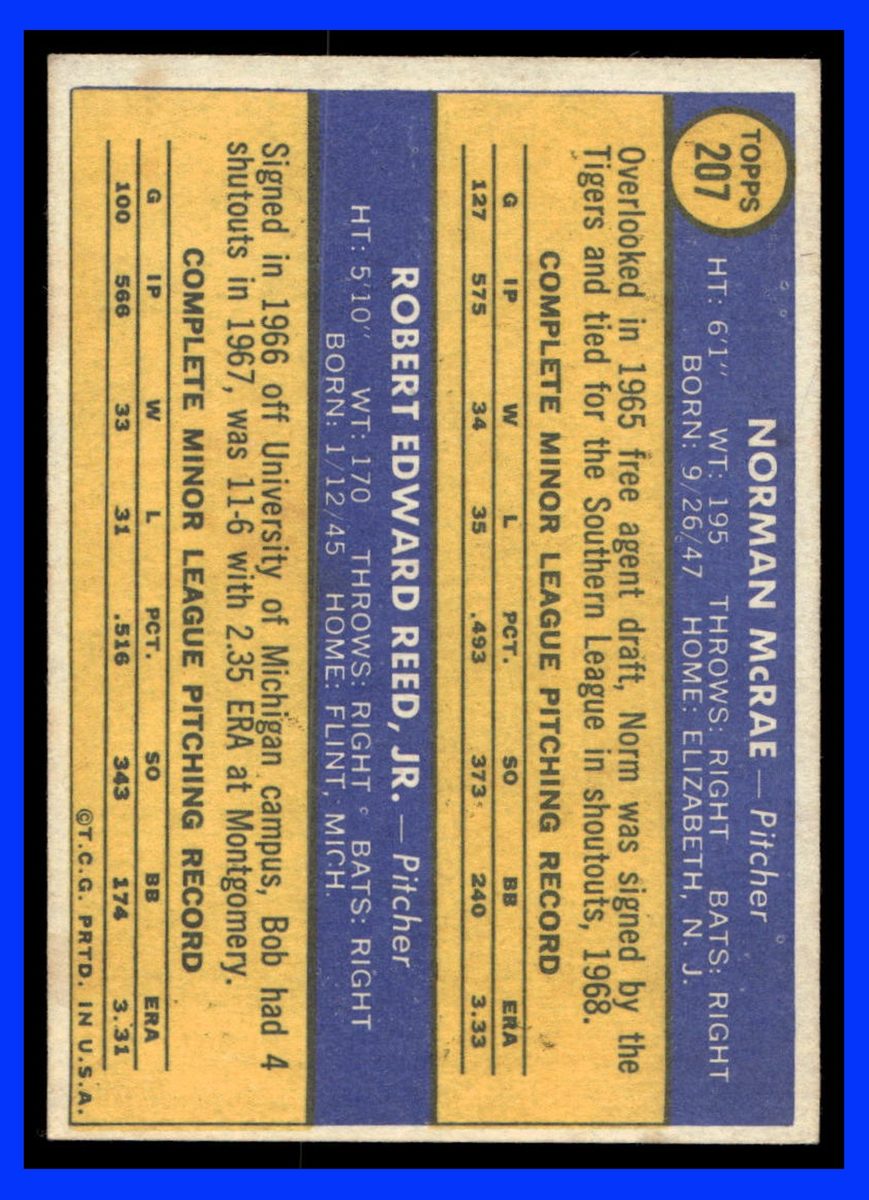 TOPPS
207
NORMAN McRAE — Pitcher
HT: 6'1" WT: 195 THROWS: RIGHT BATS: RIGHT
BORN: 9/26/47 HOME: ELIZABETH, N. J.
Overlooked in 1965 free agent draft, Norm was signed by the
Tigers and tied for the Southern League in shoutouts, 1968.
COMPLETE MINOR LEAGUE PITCHING RECORD
G IP W L PCT. SO BB ERA
127 575 34 35 .493 373 240 3.33
ROBERT EDWARD REED, JR. — Pitcher
HT: 5'10" WT: 170 THROWS: RIGHT BATS: RIGHT
BORN: 1/12/45 HOME: FLINT, MICH.
Signed in 1966 off University of Michigan campus, Bob had 4
shutouts in 1967, was 11-6 with 2.35 ERA at Montgomery.
COMPLETE MINOR LEAGUE PITCHING RECORD
G IP W L PCT. SO BB ERA
100 566 33 31 .516 343 174 3.31
©T.C.G. PRTD. IN U.S.A.